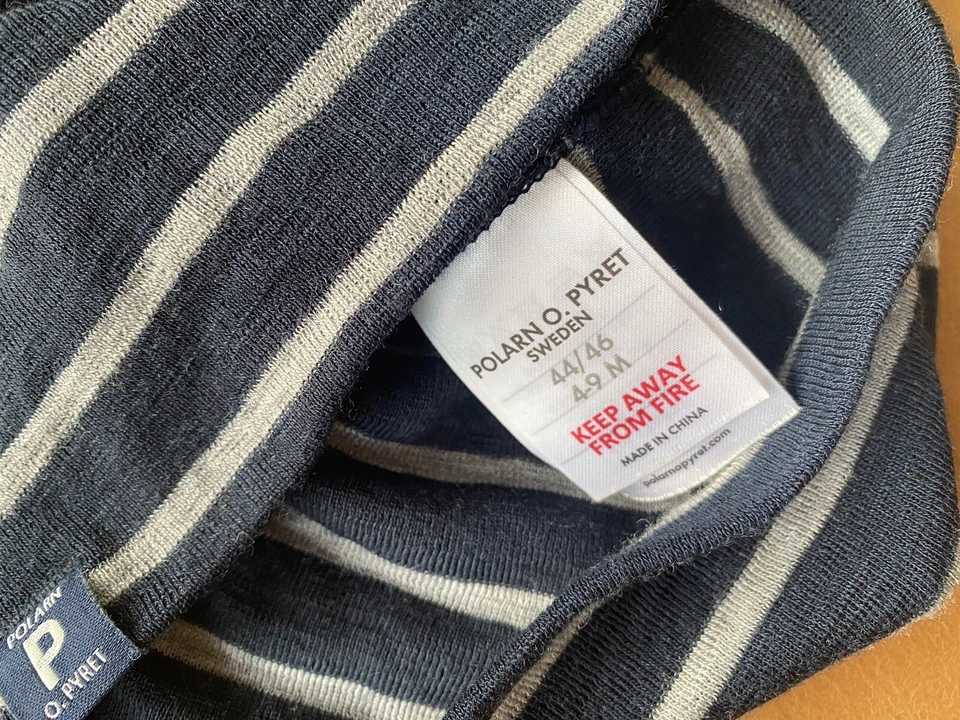 POLARN O. PYRET
SWEDEN
44/46
4-9 M
KEEP AWAY
FROM FIRE
MADE IN CHINA
polarnopyret.com
POLARN
P
O. PYRET